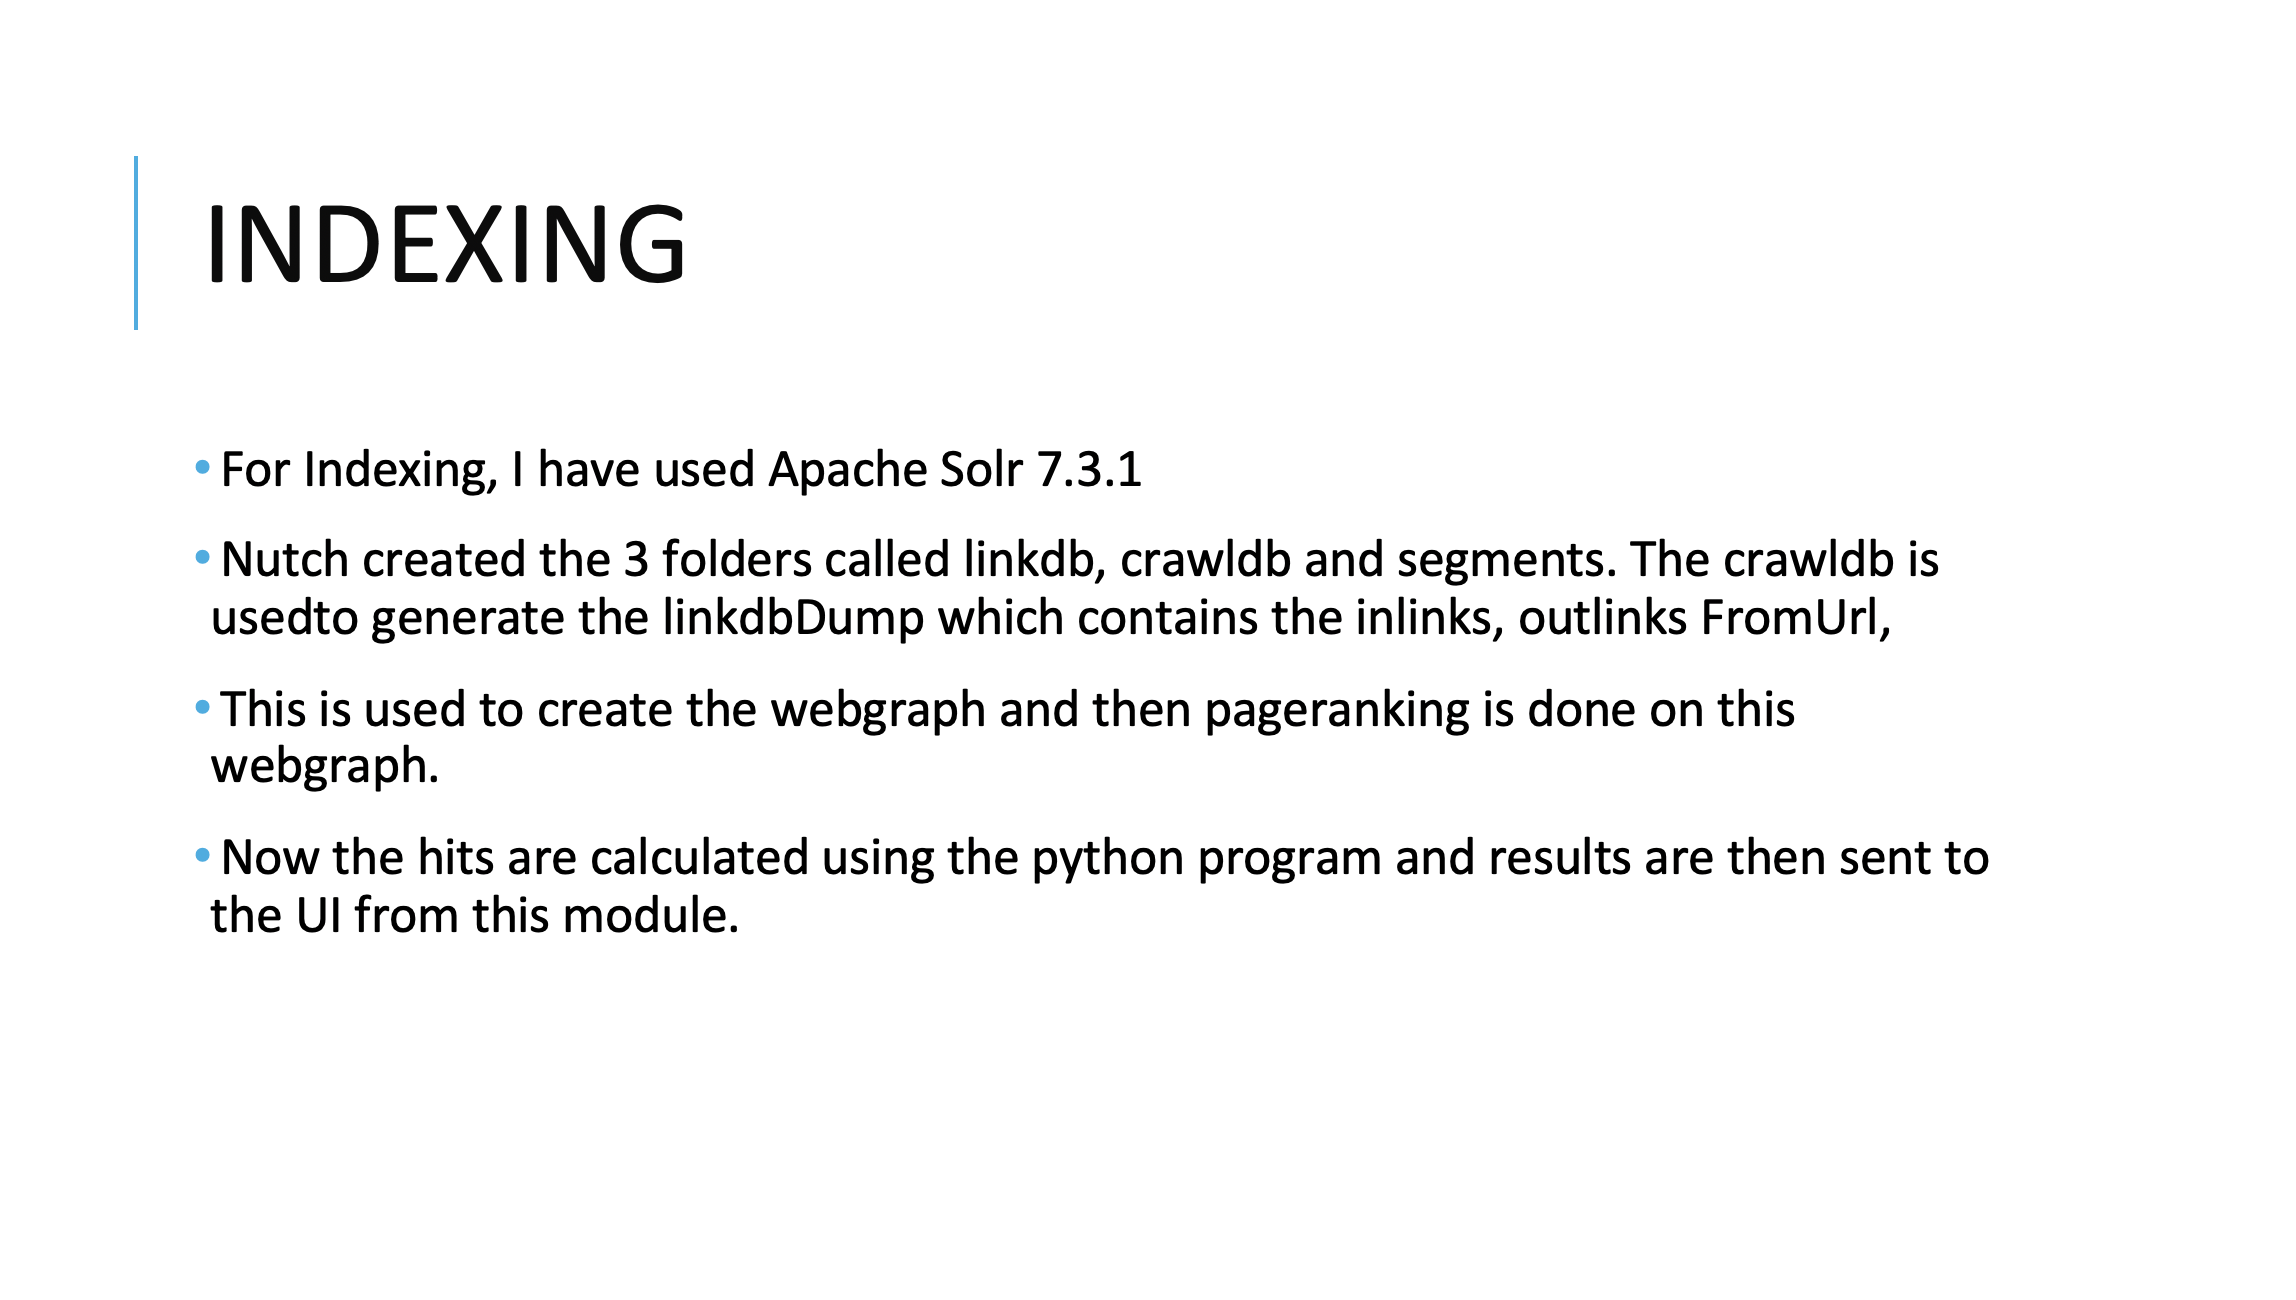 INDEXING
• For Indexing, I have used Apache Solr 7.3.1
• Nutch created the 3 folders called linkdb, crawldb and segments. The crawldb is
usedto generate the linkdbDump which contains the inlinks, outlinks FromUrl,
• This is used to create the webgraph and then pageranking is done on this
webgraph.
• Now the hits are calculated using the python program and results are then sent to
the UI from this module.